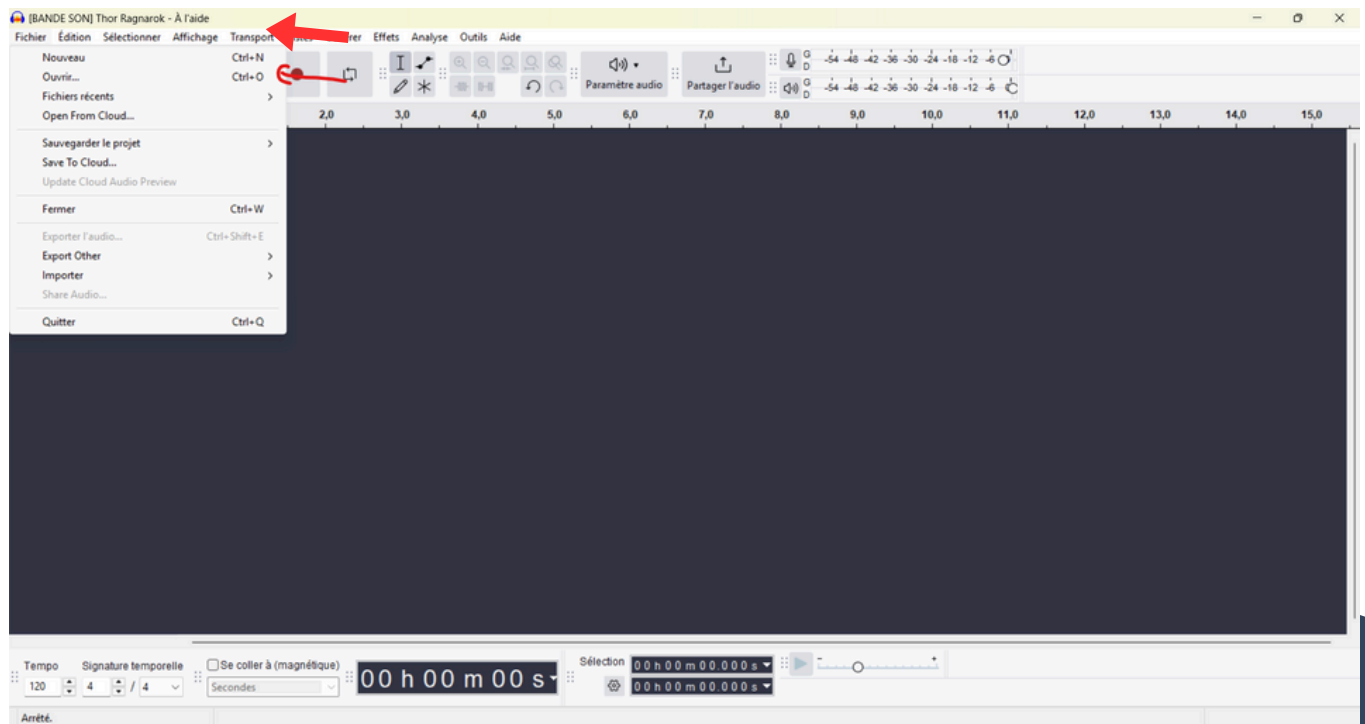 [BANDE SON] Thor Ragnarok - À l'aide
Fichier Édition Sélectionner Affichage Transport Effets Analyse Outils Aide
Nouveau Ctrl+N
Ouvrir... Ctrl+O
Fichiers récents
Open From Cloud...
Sauvegarder le projet
Save To Cloud...
Update Cloud Audio Preview
Fermer Ctrl+W
Exporter l'audio... Ctrl+Shift+E
Export Other
Importer
Share Audio...
Quitter Ctrl+Q
Paramètre audio
Partager l'audio
G -54 -48 -42 -36 -30 -24 -18 -12 -6
D
G -54 -48 -42 -36 -30 -24 -18 -12 -6
D
2,0 3,0 4,0 5,0 6,0 7,0 8,0 9,0 10,0 11,0 12,0 13,0 14,0 15,0
Tempo Signature temporelle Se coller à (magnétique)
120 4 / 4 Secondes
00 h 00 m 00 s
Sélection 00 h 00 m 00.000 s
00 h 00 m 00.000 s
- +
Arrêté.